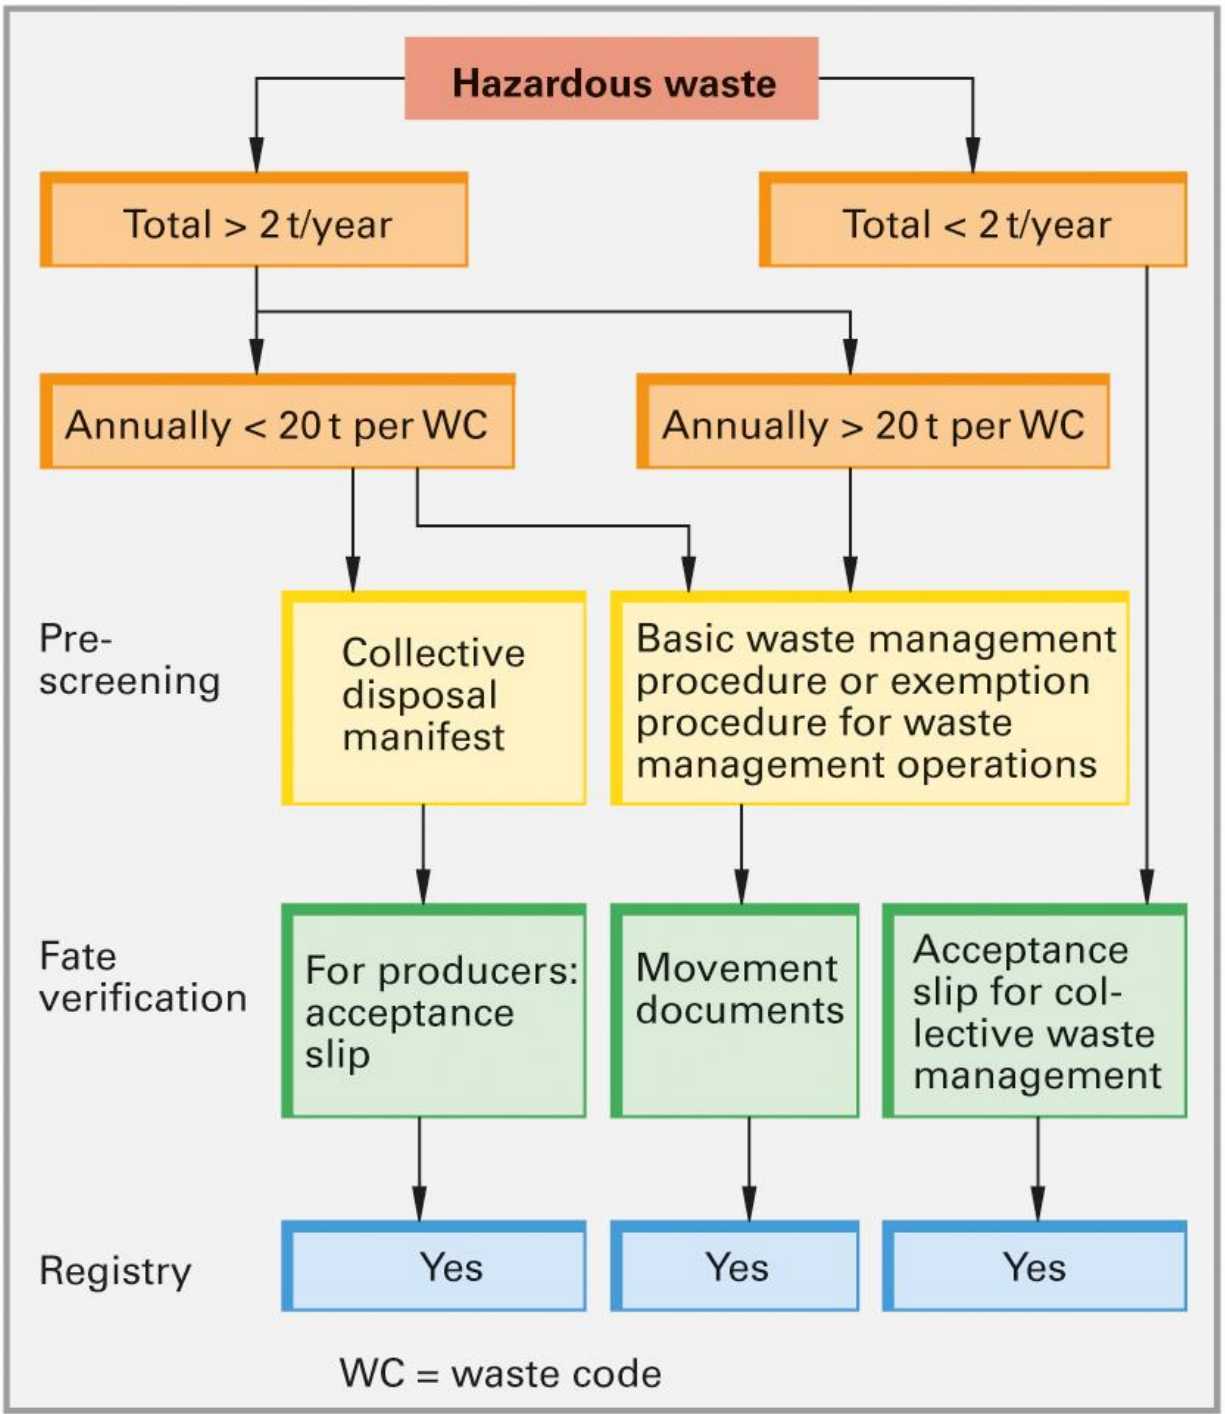 Hazardous waste
Total > 2 t/year
Total < 2 t/year
Annually < 20 t per WC
Annually > 20 t per WC
Pre-
screening
Collective
disposal
manifest
Basic waste management
procedure or exemption
procedure for waste
management operations
Fate
verification
For producers:
acceptance
slip
Movement
documents
Acceptance
slip for col-
lective waste
management
Registry
Yes
Yes
Yes
WC = waste code